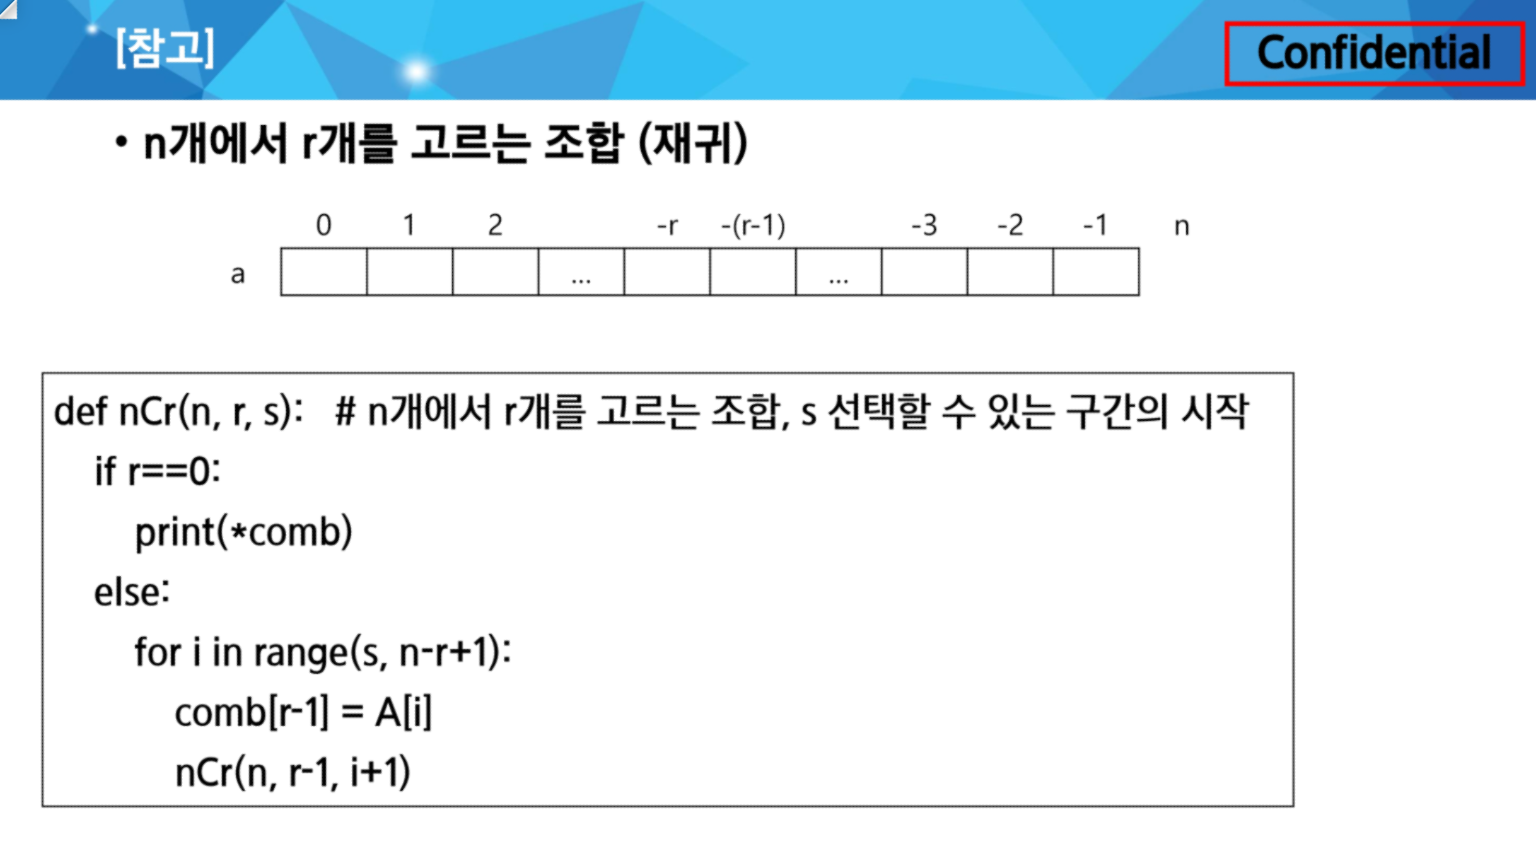 [참고]
Confidential
• n개에서 r개를 고르는 조합 (재귀)
0 1 2 -r -(r-1) -3 -2 -1 n
a ... ...
def nCr(n, r, s): # n개에서 r개를 고르는 조합, s 선택할 수 있는 구간의 시작
if r==0:
print(*comb)
else:
for i in range(s, n-r+1):
comb[r-1] = A[i]
nCr(n, r-1, i+1)